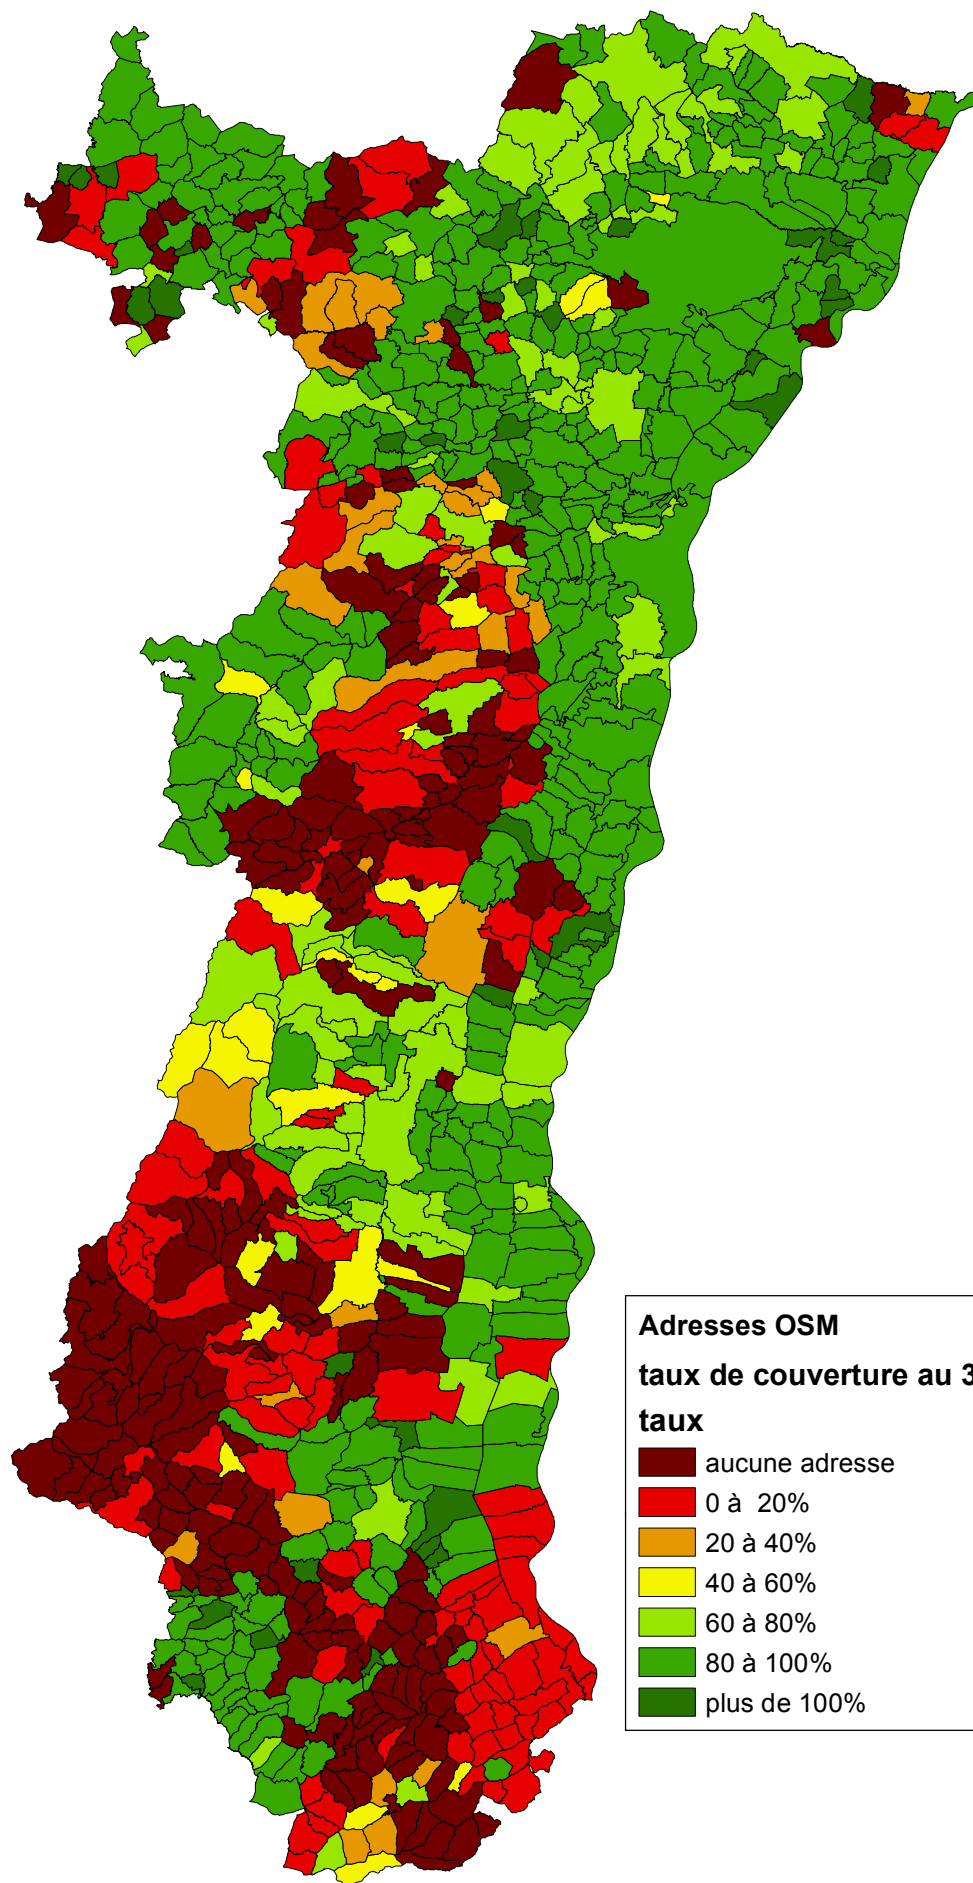 Adresses OSM
taux de couverture au 3
taux
aucune adresse
0 à 20%
20 à 40%
40 à 60%
60 à 80%
80 à 100%
plus de 100%